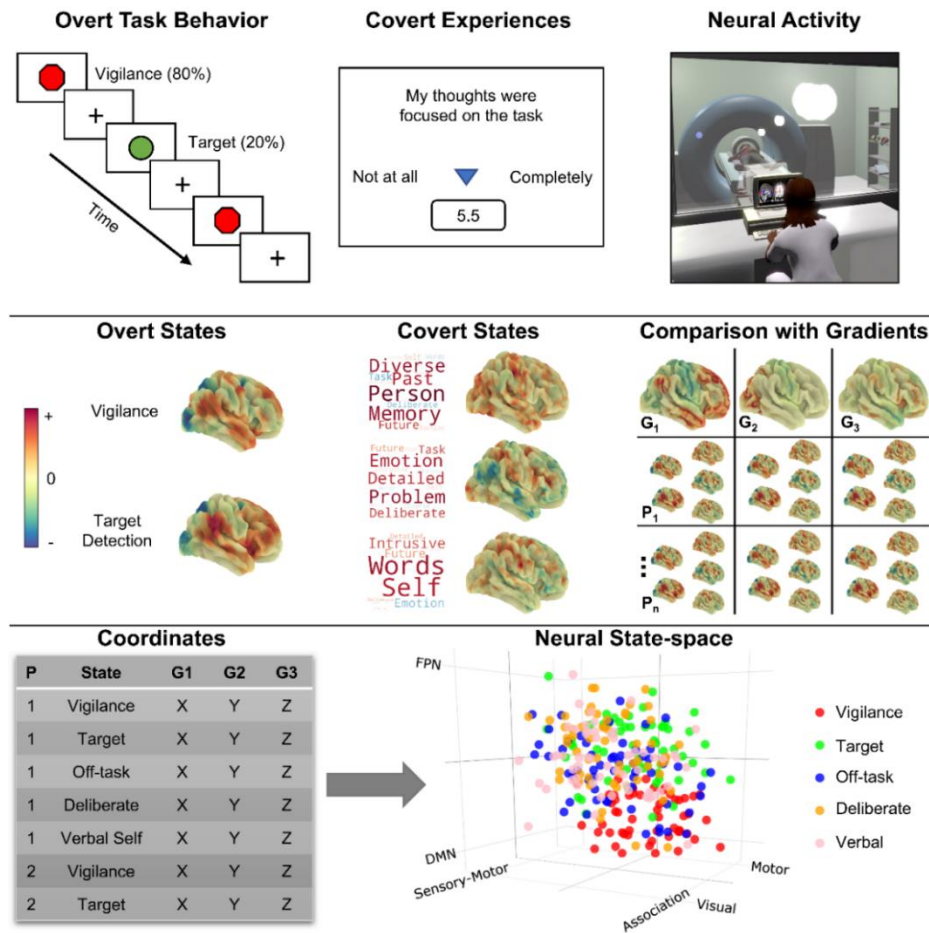 Overt Task Behavior
Covert Experiences
Neural Activity
Vigilance (80%)
+
Target (20%)
+
+
Time
My thoughts were
focused on the task
Not at all
Completely
5.5
Overt States
Covert States
Comparison with Gradients
+
0
-
Vigilance
Target
Detection
Diverse
Task Past
Person
Deliberate
Memory
Future
Future Task
Emotion
Detailed
Problem
Deliberate
Detailed
Intrusive
Future
Words
Self
Emotion
G1
G2
G3
P1
Pn
Coordinates
Neural State-space
P State G1 G2 G3
1 Vigilance X Y Z
1 Target X Y Z
1 Off-task X Y Z
1 Deliberate X Y Z
1 Verbal Self X Y Z
2 Vigilance X Y Z
2 Target X Y Z
FPN
DMN
Sensory-Motor
Association
Visual
Motor
Vigilance
Target
Off-task
Deliberate
Verbal